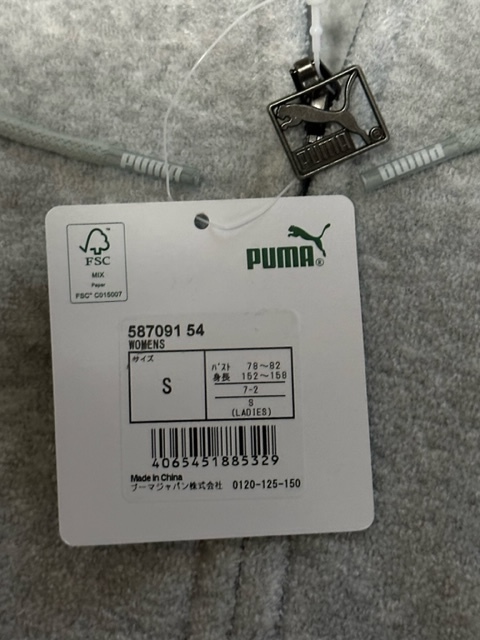 PUMA
PUMA
PUMA
FSC
MIX
Paper
FSC™ C015007
PUMA®
587091 54
WOMENS
サイズ
S
バスト 78～82
身長 152～158
7-2
S
(LADIES)
4065451885329
Made in China
プーマジャパン株式会社 0120-125-150